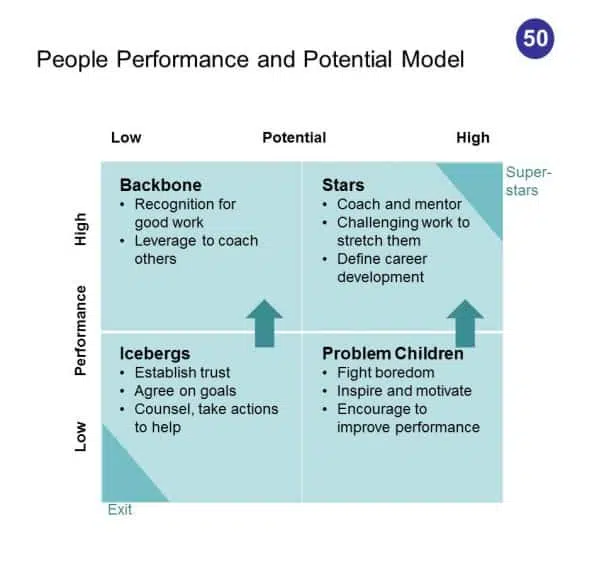 50
People Performance and Potential Model
Low Potential High
Super-
stars
High
Performance
Low
Backbone
• Recognition for
good work
• Leverage to coach
others
Stars
• Coach and mentor
• Challenging work to
stretch them
• Define career
development
Icebergs
• Establish trust
• Agree on goals
• Counsel, take actions
to help
Problem Children
• Fight boredom
• Inspire and motivate
• Encourage to
improve performance
Exit